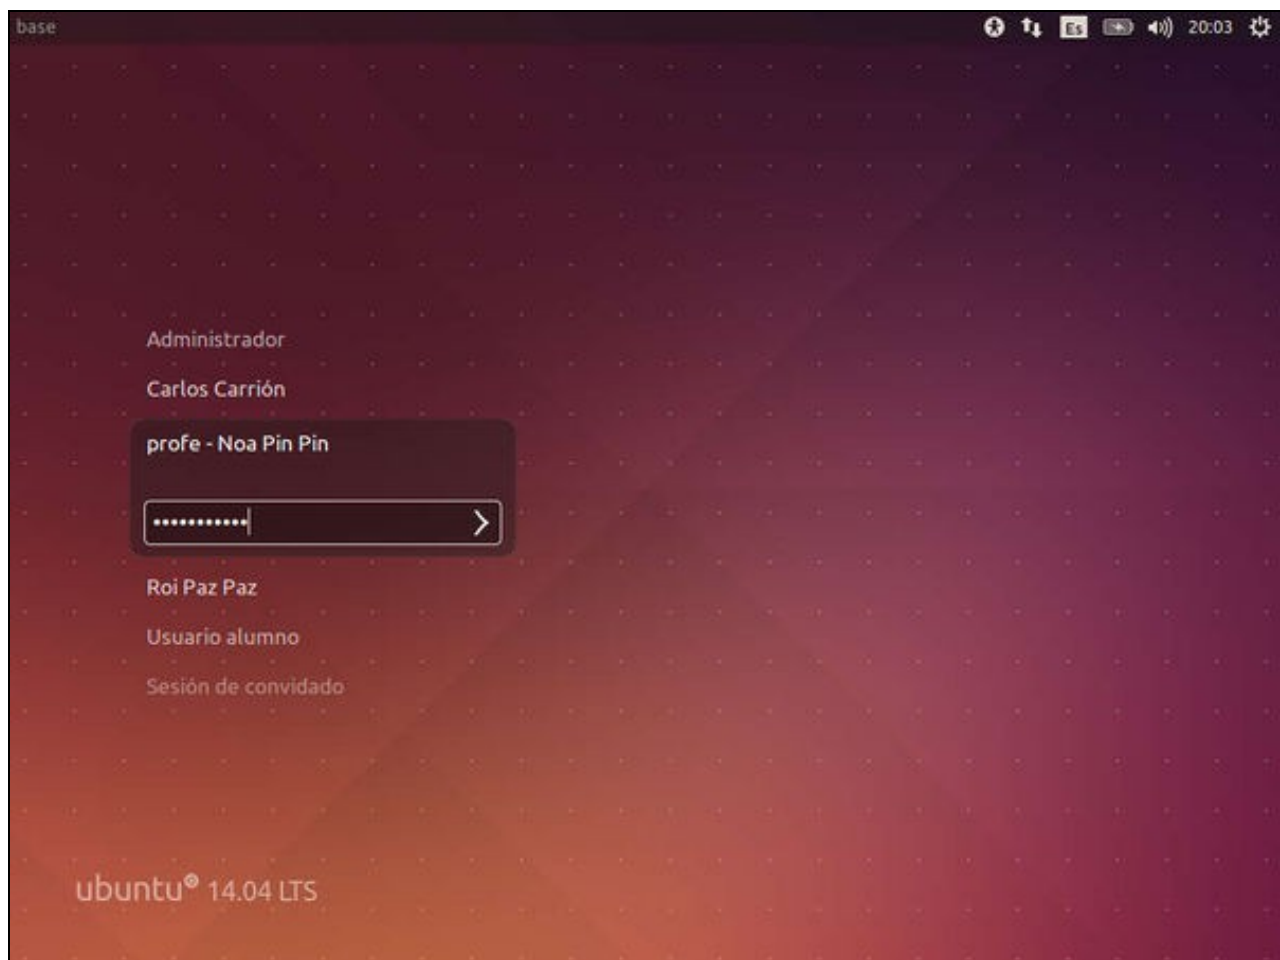 base Es 20:03
Administrador
Carlos Carrión
profe - Noa Pin Pin
•••••••••••
Roi Paz Paz
Usuario alumno
Sesión de convidado
ubuntu® 14.04 LTS